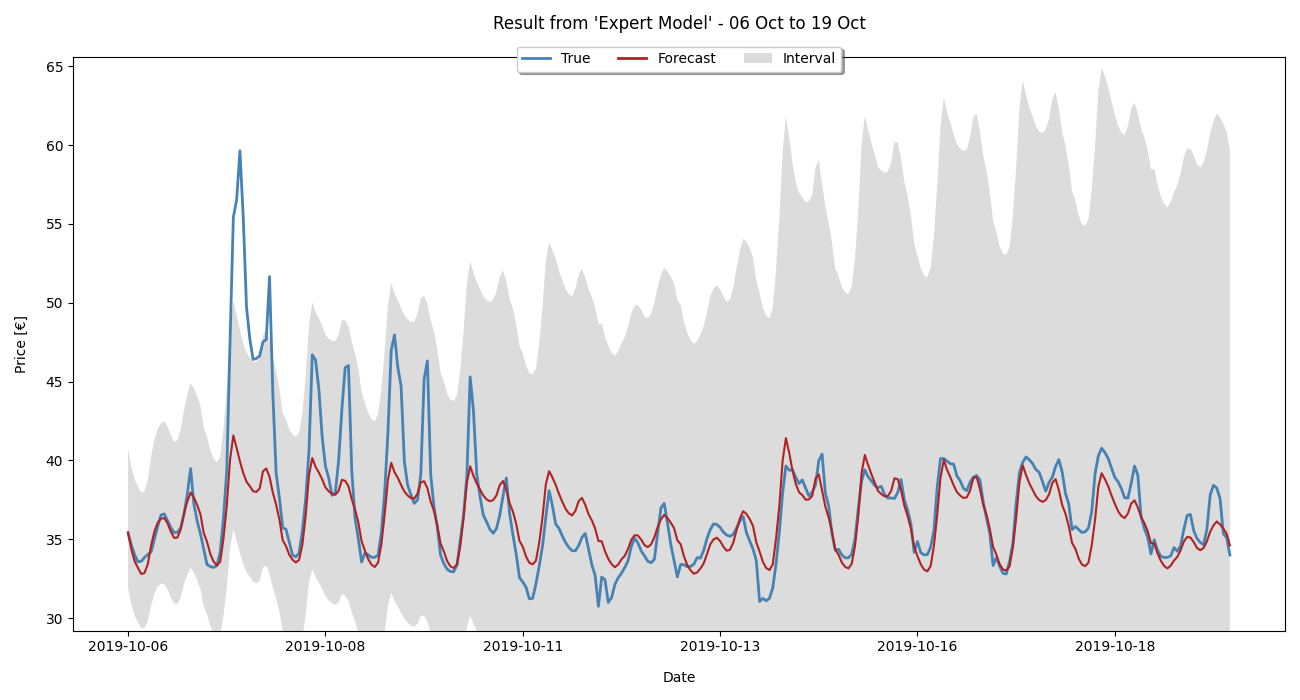 Result from 'Expert Model' - 06 Oct to 19 Oct
True Forecast Interval
65
60
55
50
45
40
35
30
Price [€]
2019-10-06 2019-10-08 2019-10-11 2019-10-13 2019-10-16 2019-10-18
Date